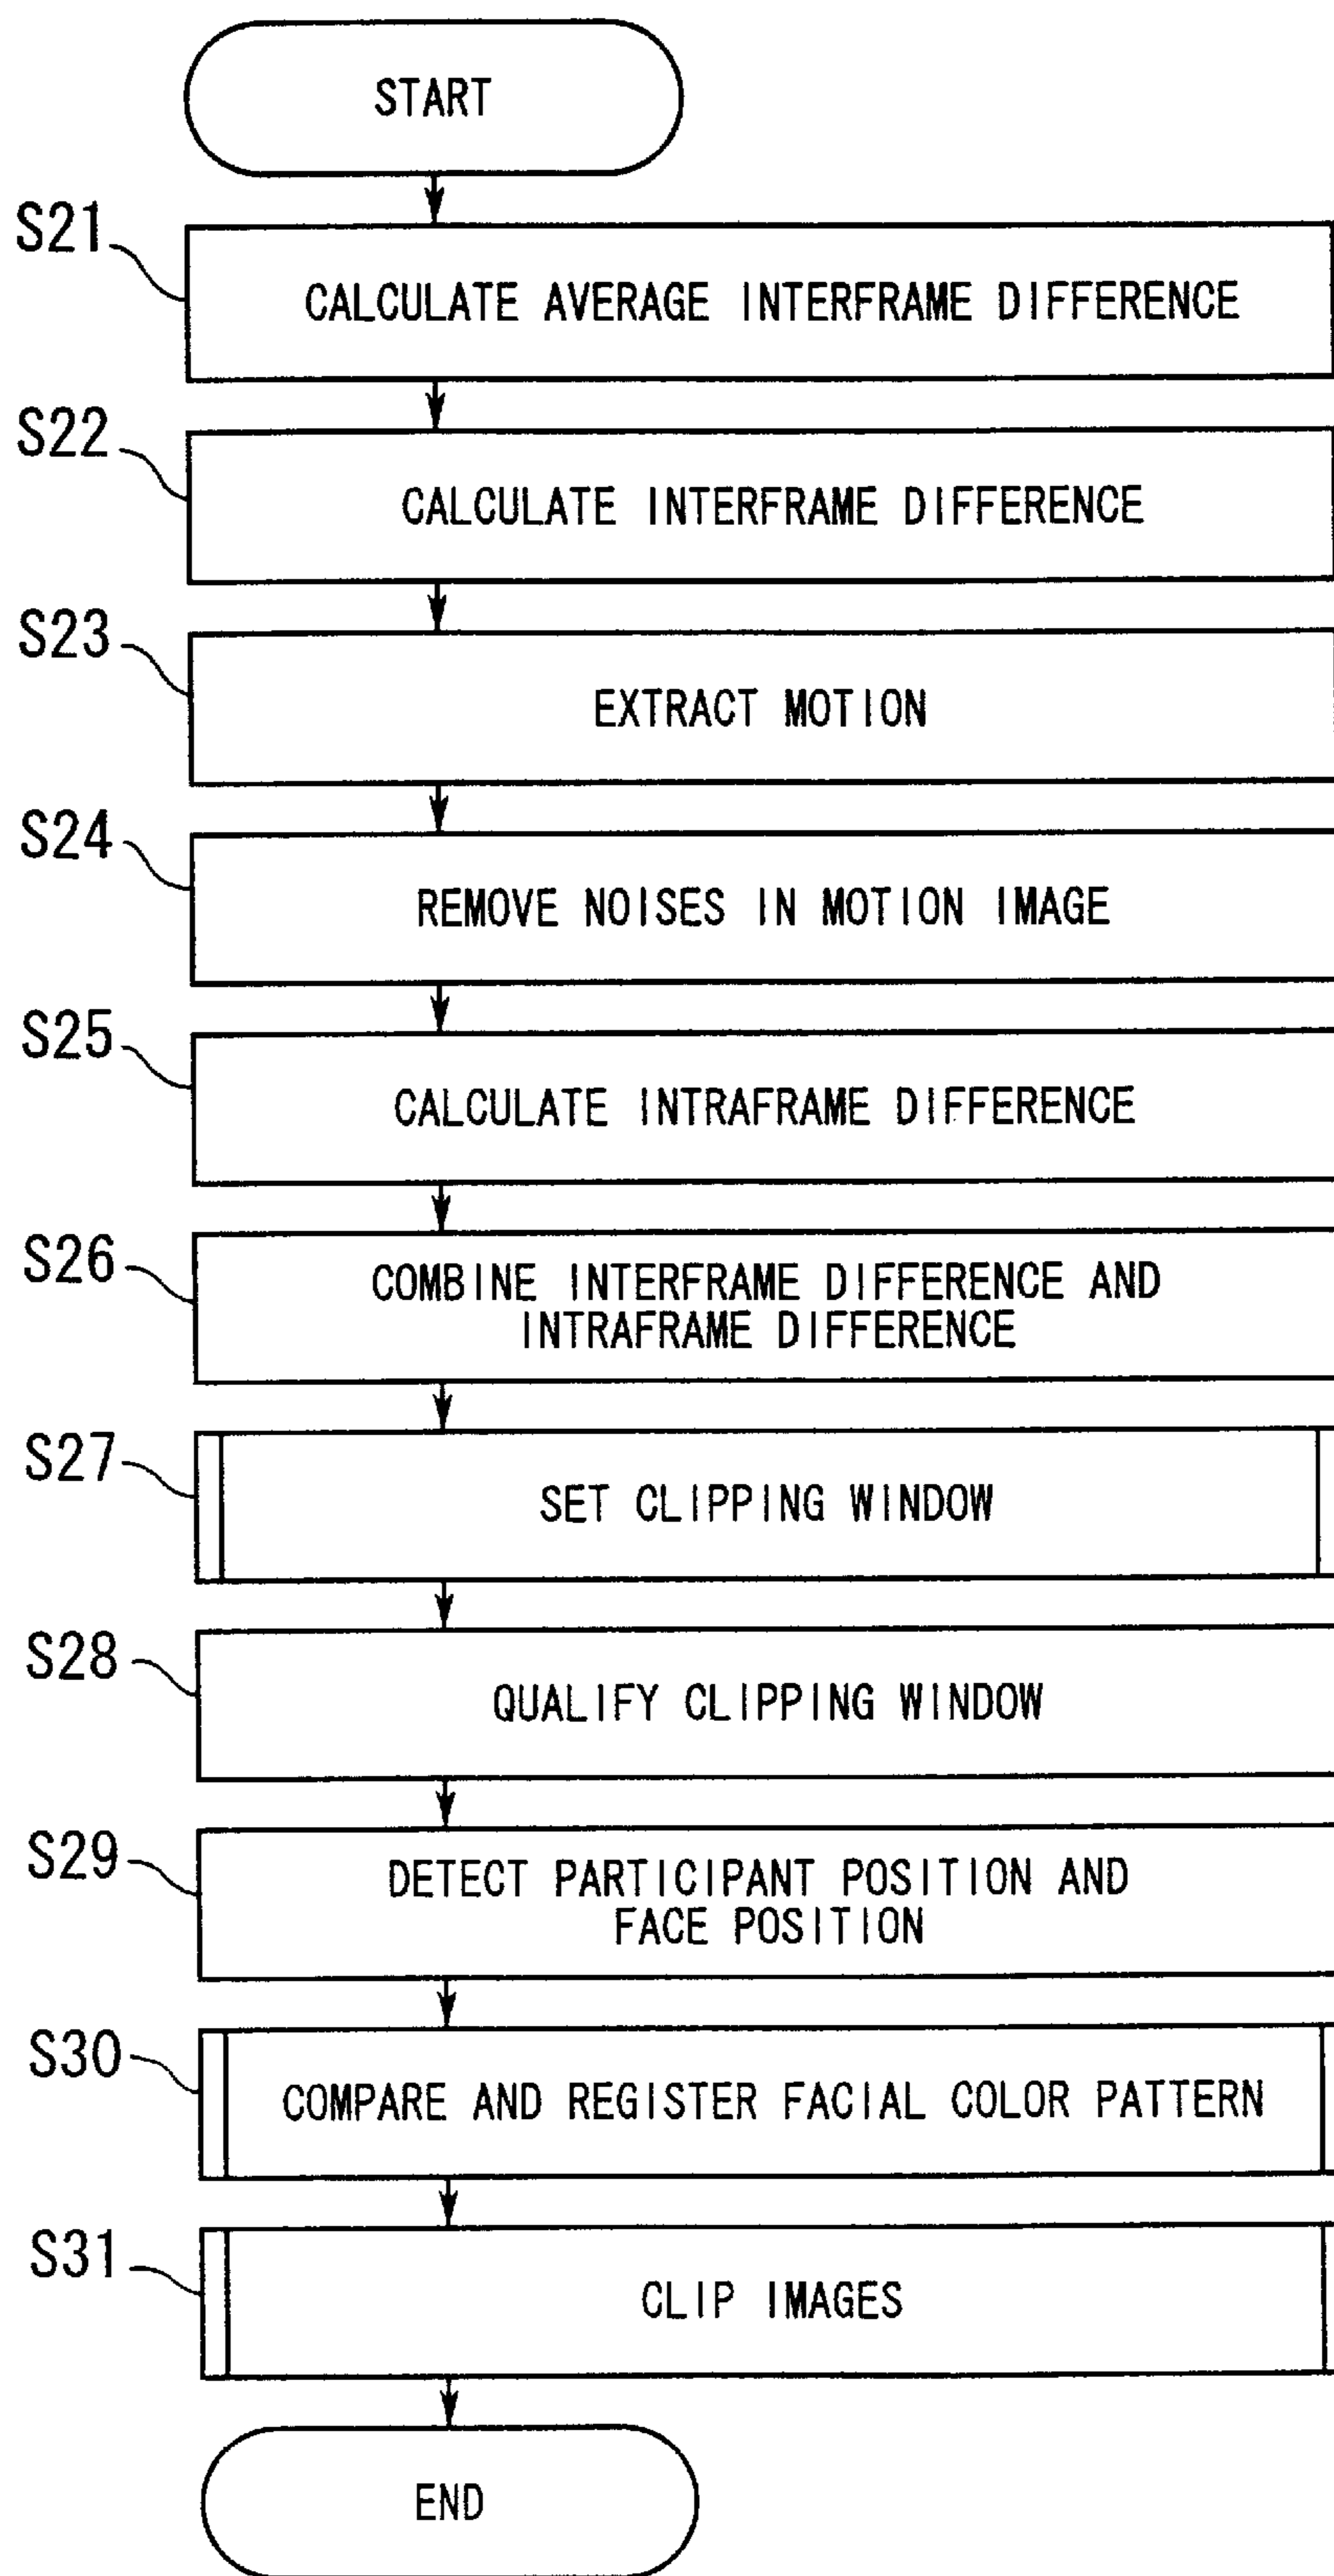 START
S21
CALCULATE AVERAGE INTERFRAME DIFFERENCE
S22
CALCULATE INTERFRAME DIFFERENCE
S23
EXTRACT MOTION
S24
REMOVE NOISES IN MOTION IMAGE
S25
CALCULATE INTRAFRAME DIFFERENCE
S26
COMBINE INTERFRAME DIFFERENCE AND
INTRAFRAME DIFFERENCE
S27
SET CLIPPING WINDOW
S28
QUALIFY CLIPPING WINDOW
S29
DETECT PARTICIPANT POSITION AND
FACE POSITION
S30
COMPARE AND REGISTER FACIAL COLOR PATTERN
S31
CLIP IMAGES
END